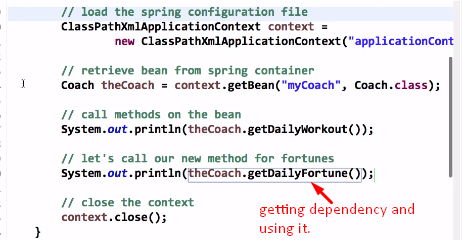 // load the spring configuration file
ClassPathXmlApplicationContext context =
new ClassPathXmlApplicationContext("applicationCont
// retrieve bean from spring container
Coach theCoach = context.getBean("myCoach", Coach.class);
// call methods on the bean
System.out.println(theCoach.getDailyWorkout());
// let's call our new method for fortunes
System.out.println(theCoach.getDailyFortune());
getting dependency and
using it.
// close the context
context.close();
}